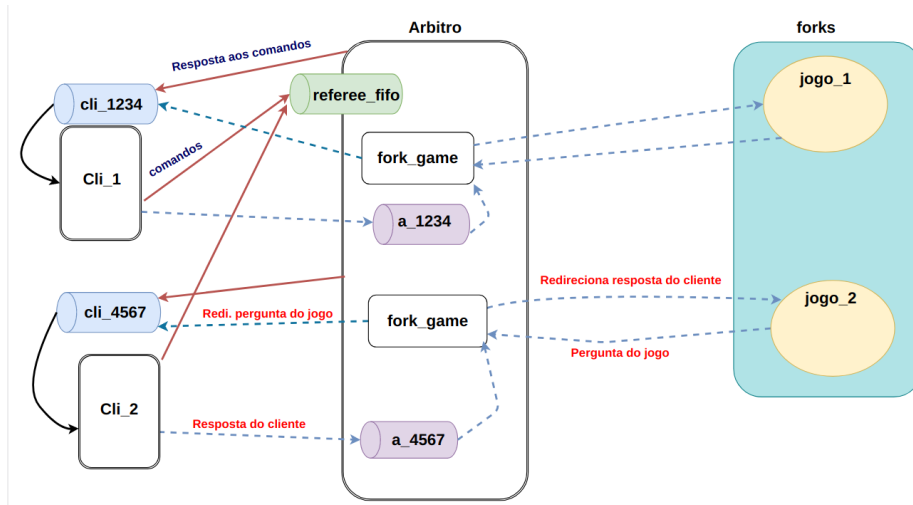 Arbitro
forks
Resposta aos comandos
cli_1234
referee_fifo
jogo_1
comandos
fork_game
Cli_1
a_1234
Redireciona resposta do cliente
cli_4567
Redi. pergunta do jogo
fork_game
jogo_2
Pergunta do jogo
Cli_2
Resposta do cliente
a_4567